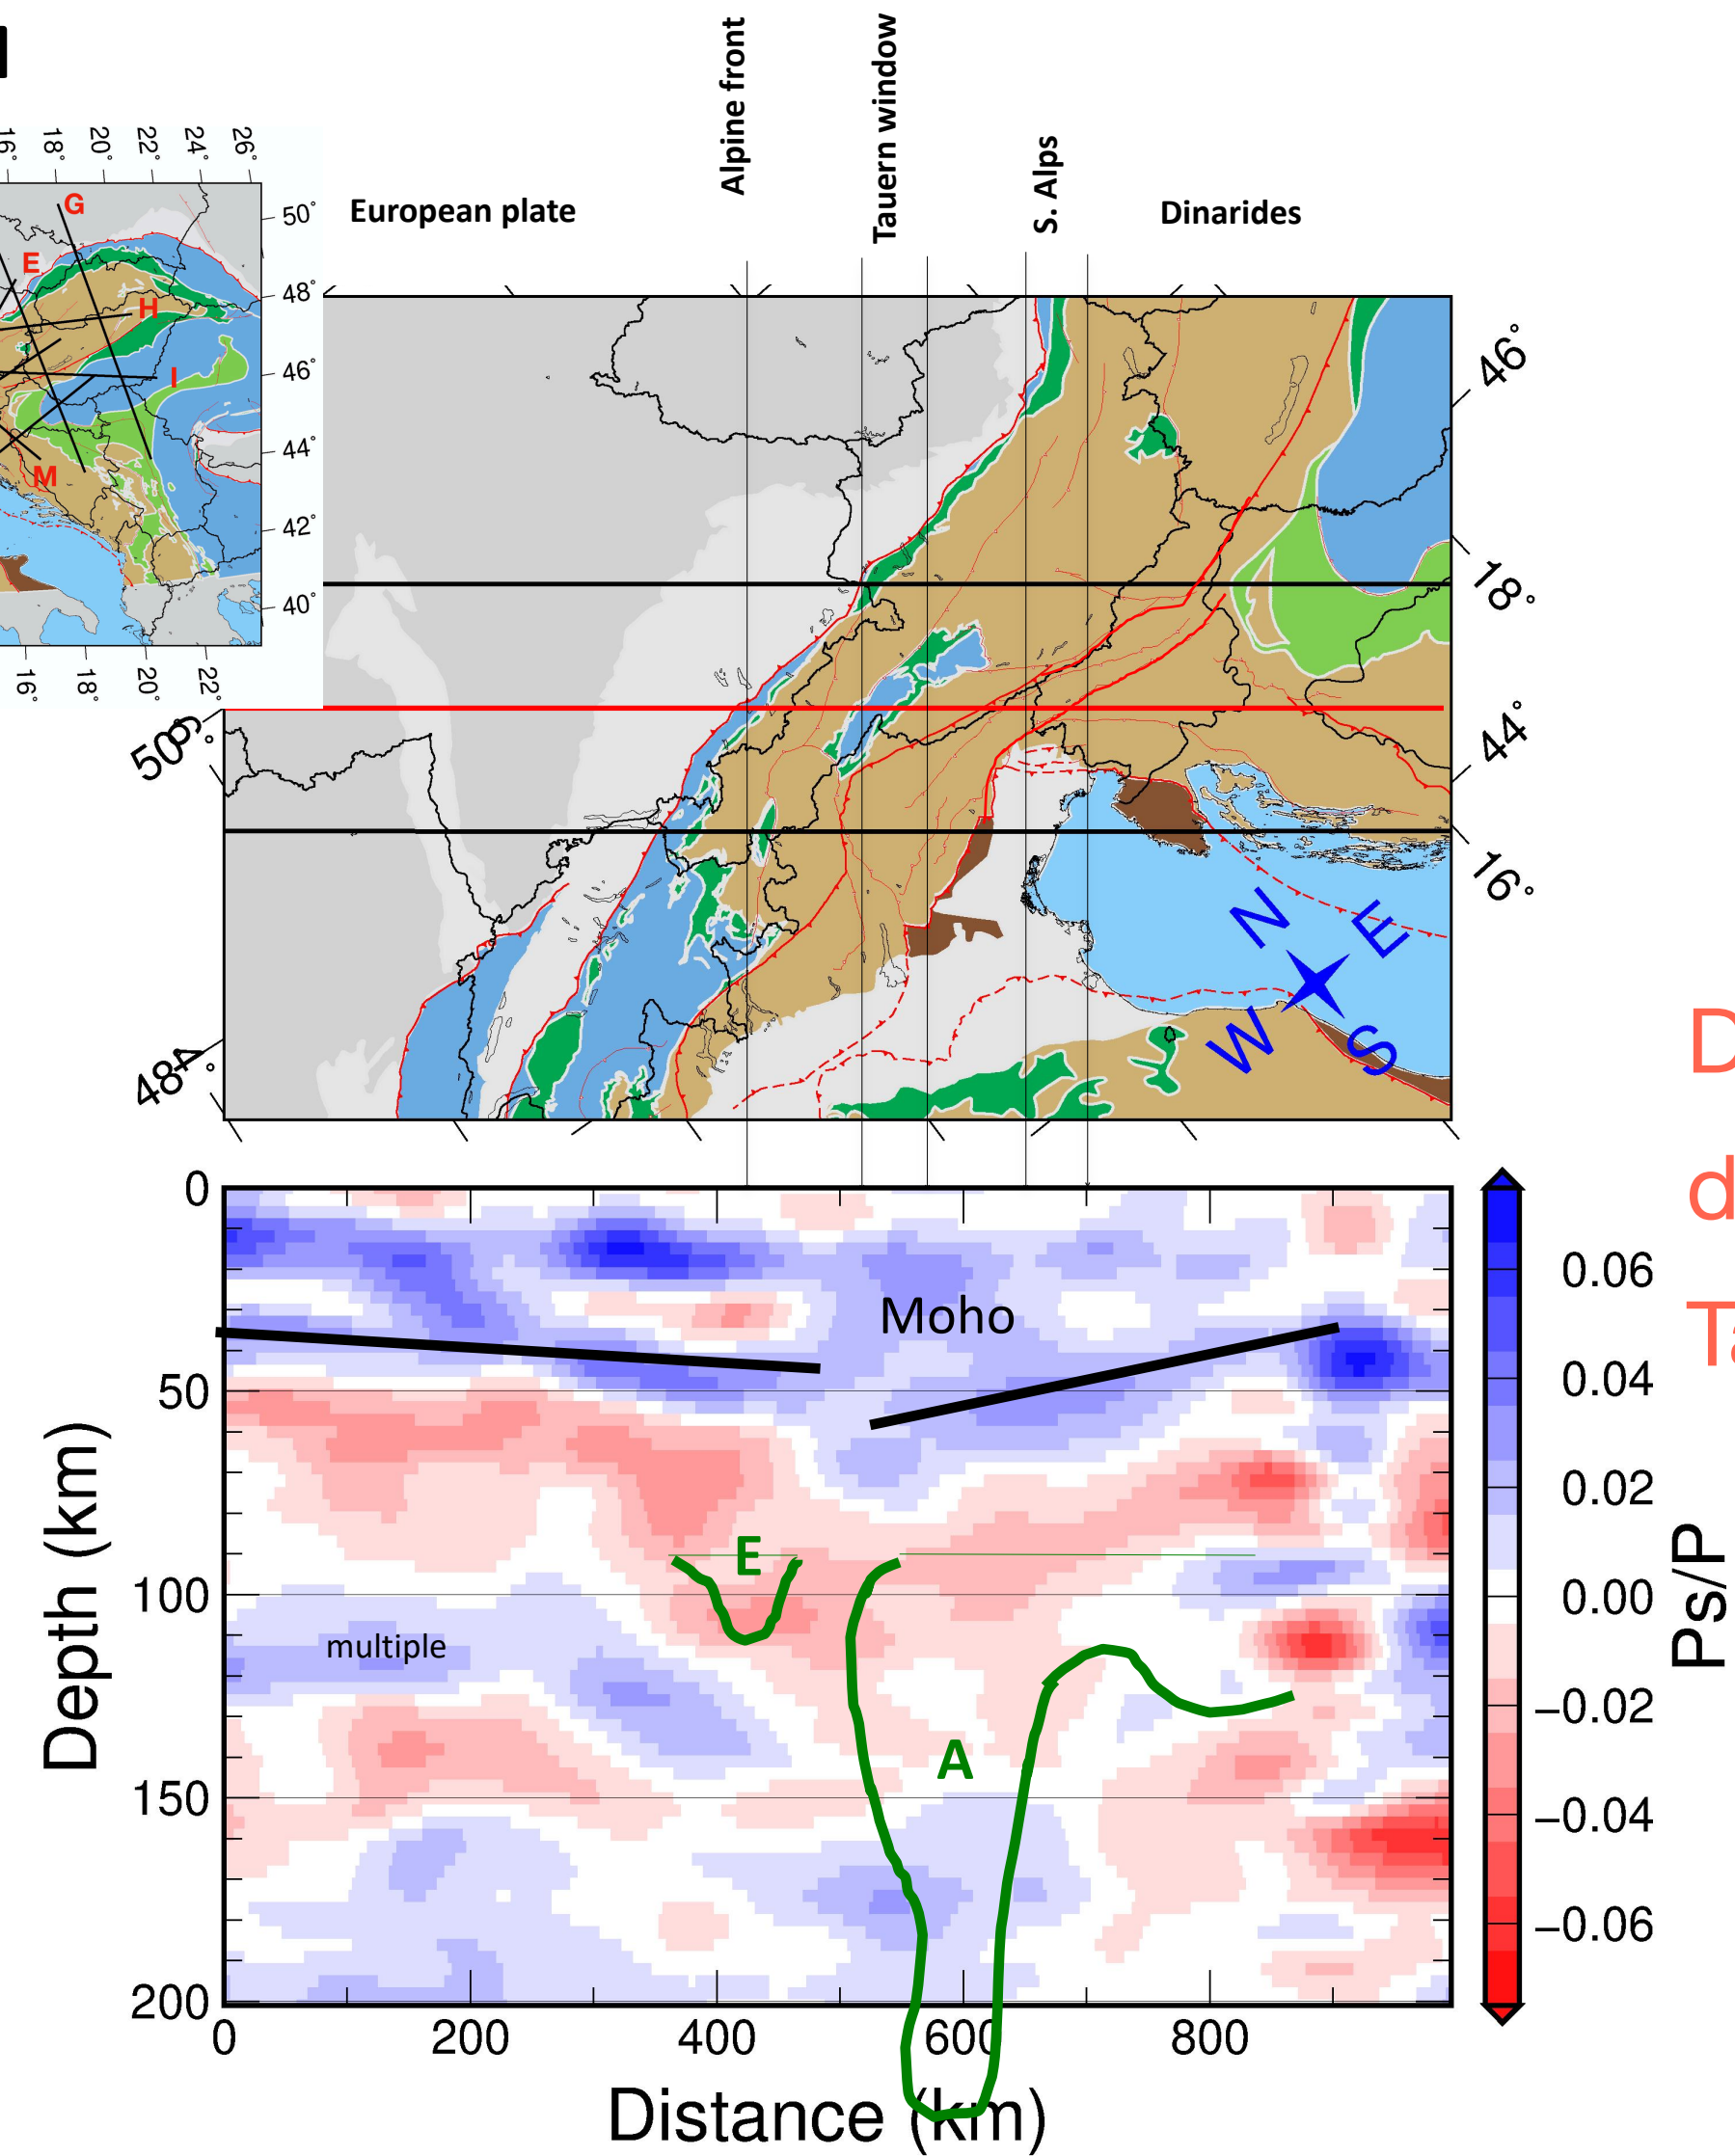 Alpine front
Tauern window
S. Alps
European plate
Dinarides
18° 20° 22° 24° 26°
G
E
H
I
M
50°
48°
46°
44°
42°
40°
16° 18° 20° 22°
46°
18°
44°
16°
50°
48°
N
E
W
S
Moho
E
multiple
A
0
50
100
150
200
Depth (km)
0 200 400 600 800
Distance (km)
0.06
0.04
0.02
0.00
−0.02
−0.04
−0.06
Ps/P